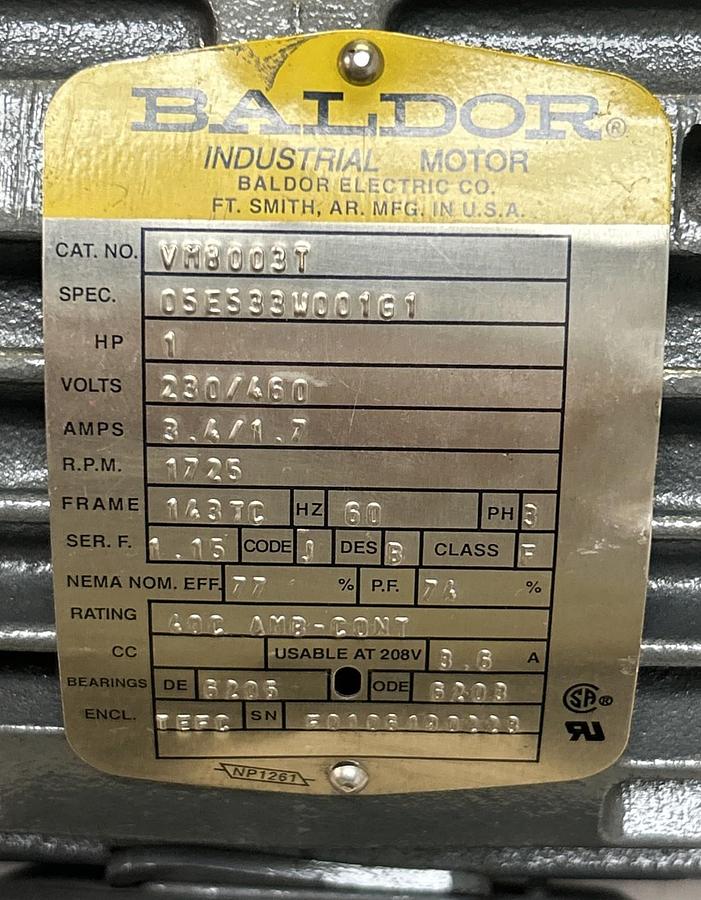 BALDOR®
INDUSTRIAL MOTOR
BALDOR ELECTRIC CO.
FT. SMITH, AR. MFG. IN U.S.A.
CAT. NO. VM8003T
SPEC. 05E533W001G1
HP 1
VOLTS 230/460
AMPS 3.4/1.7
R.P.M. 1725
FRAME 143TC HZ 60 PH 3
SER. F. 1.15 CODE J DES B CLASS F
NEMA NOM. EFF. 77 % P.F. 74 %
RATING 40C AMB-CONT
CC USABLE AT 208V 3.6 A
BEARINGS DE 6205 ODE 6203
ENCL. TEFC SN
SA ®
NP1261